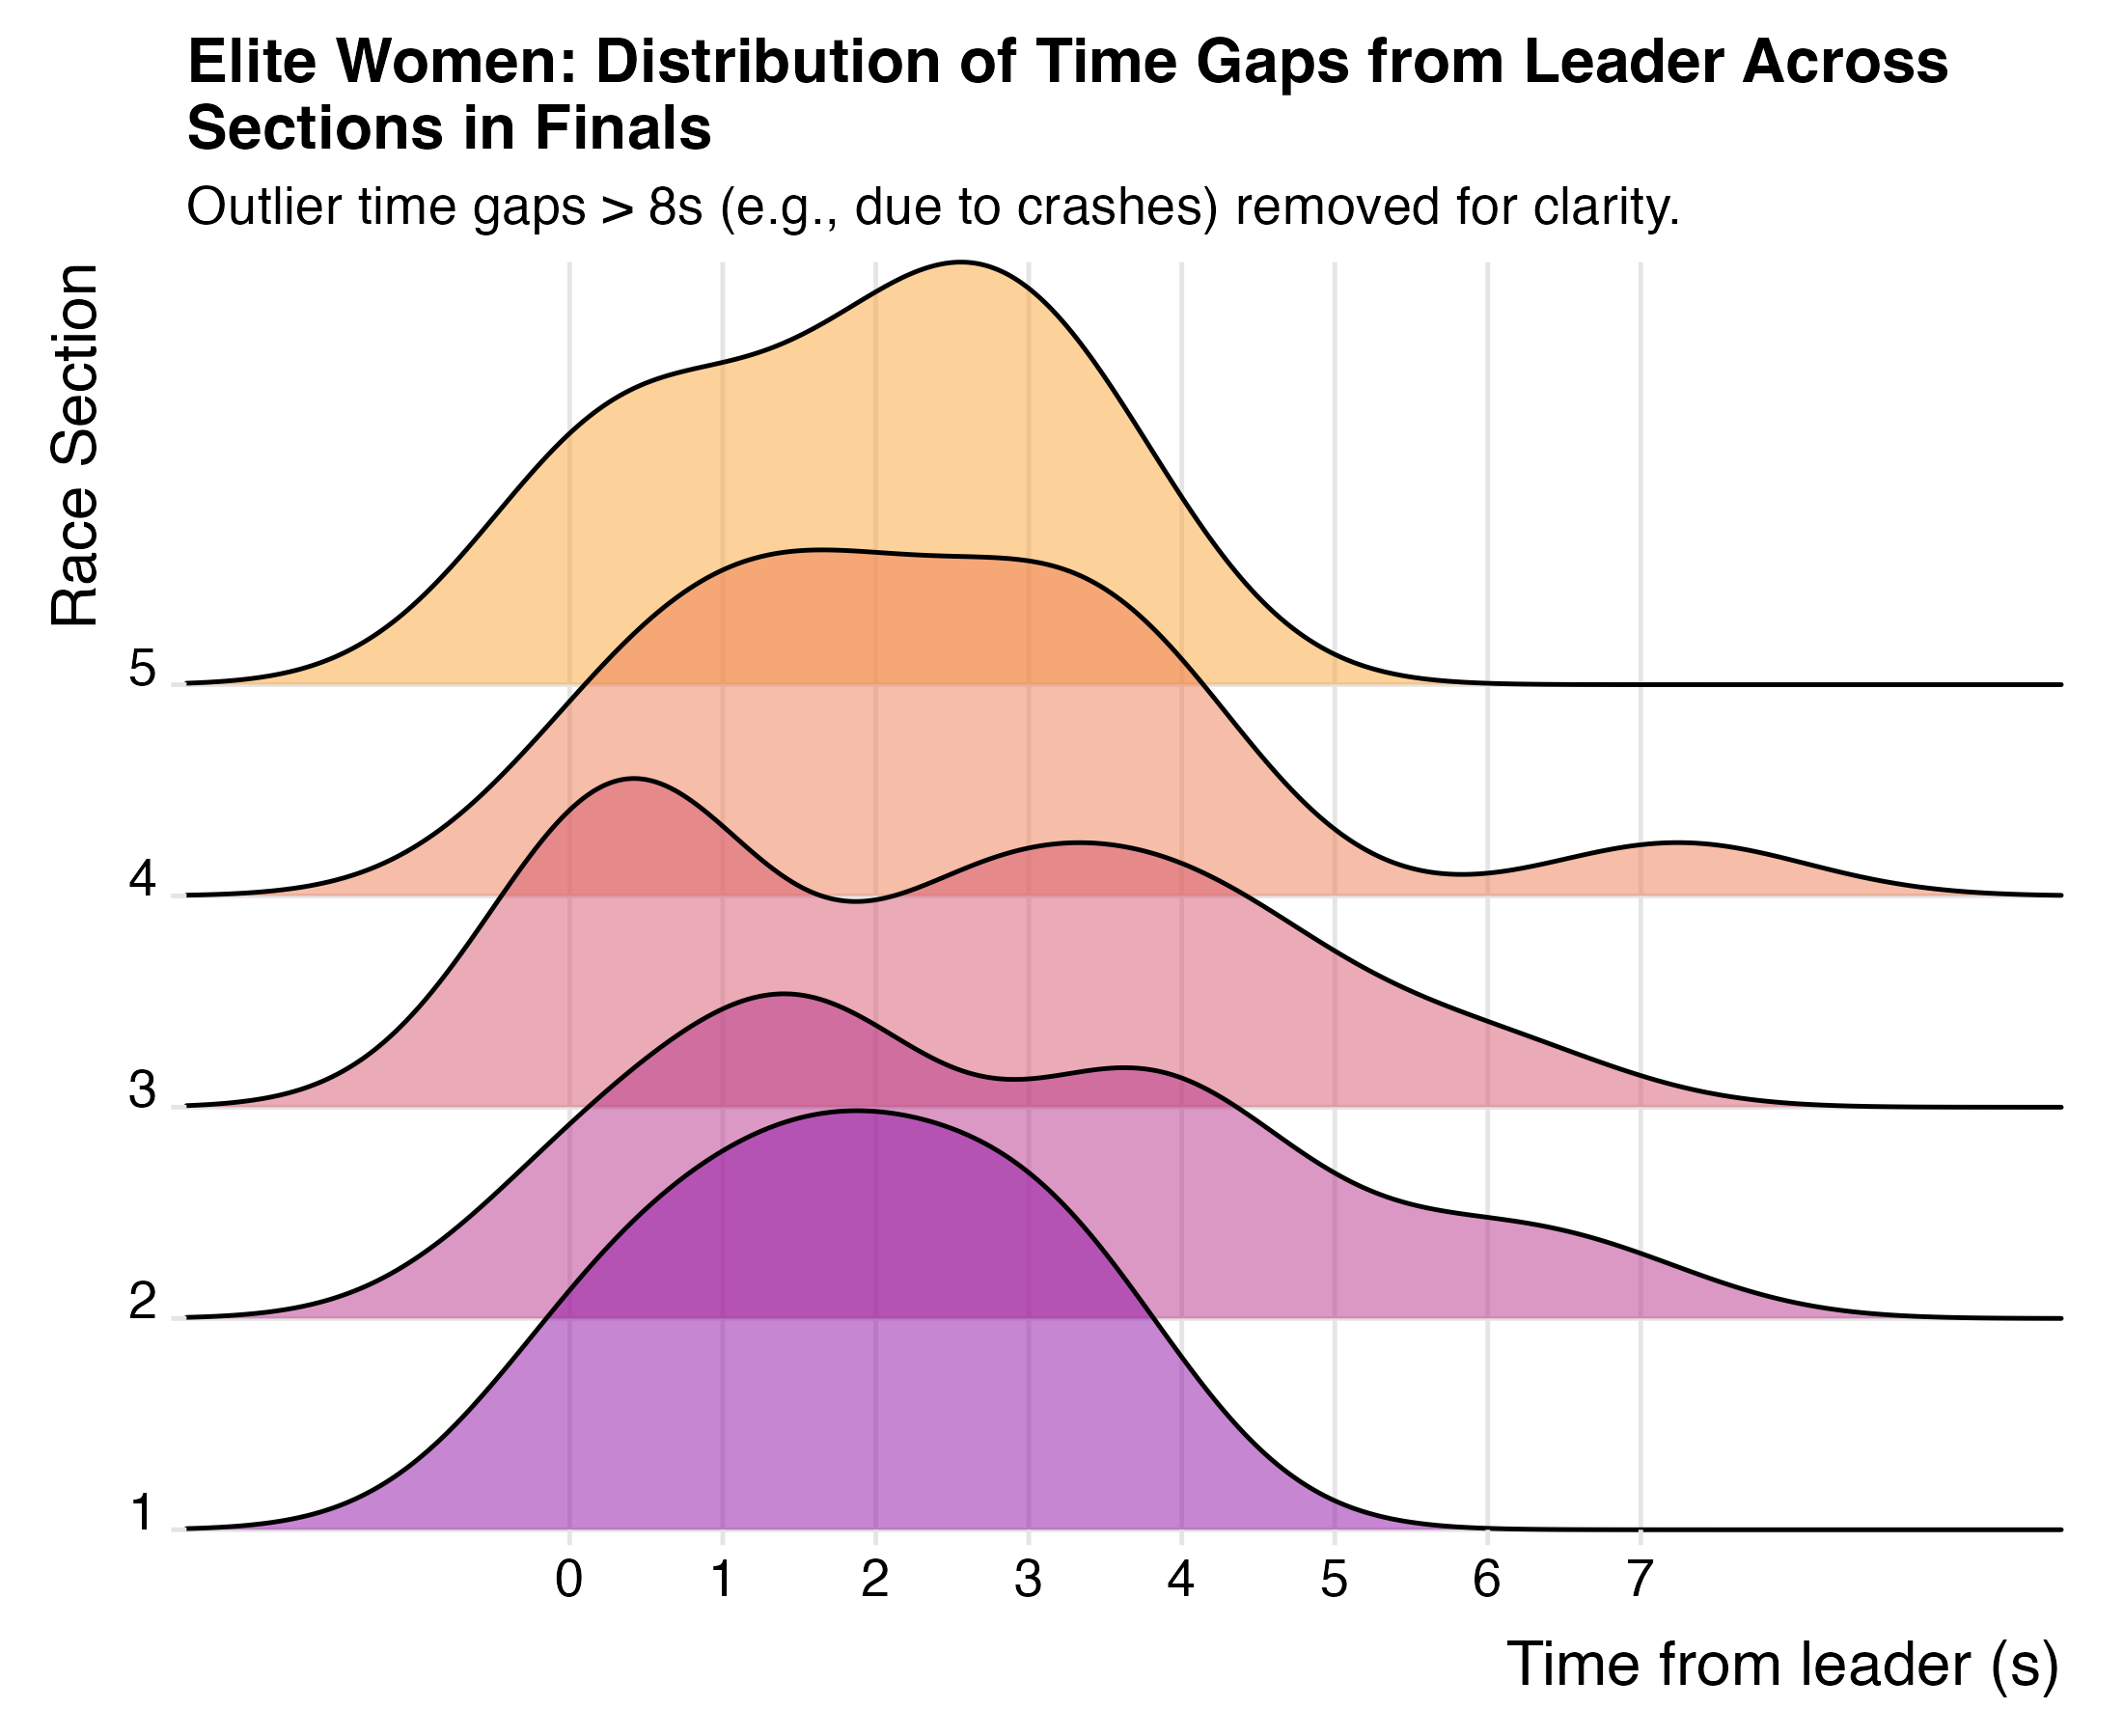 Elite Women: Distribution of Time Gaps from Leader Across
Sections in Finals
Outlier time gaps > 8s (e.g., due to crashes) removed for clarity.
Race Section
5
4
3
2
1
0 1 2 3 4 5 6 7
Time from leader (s)